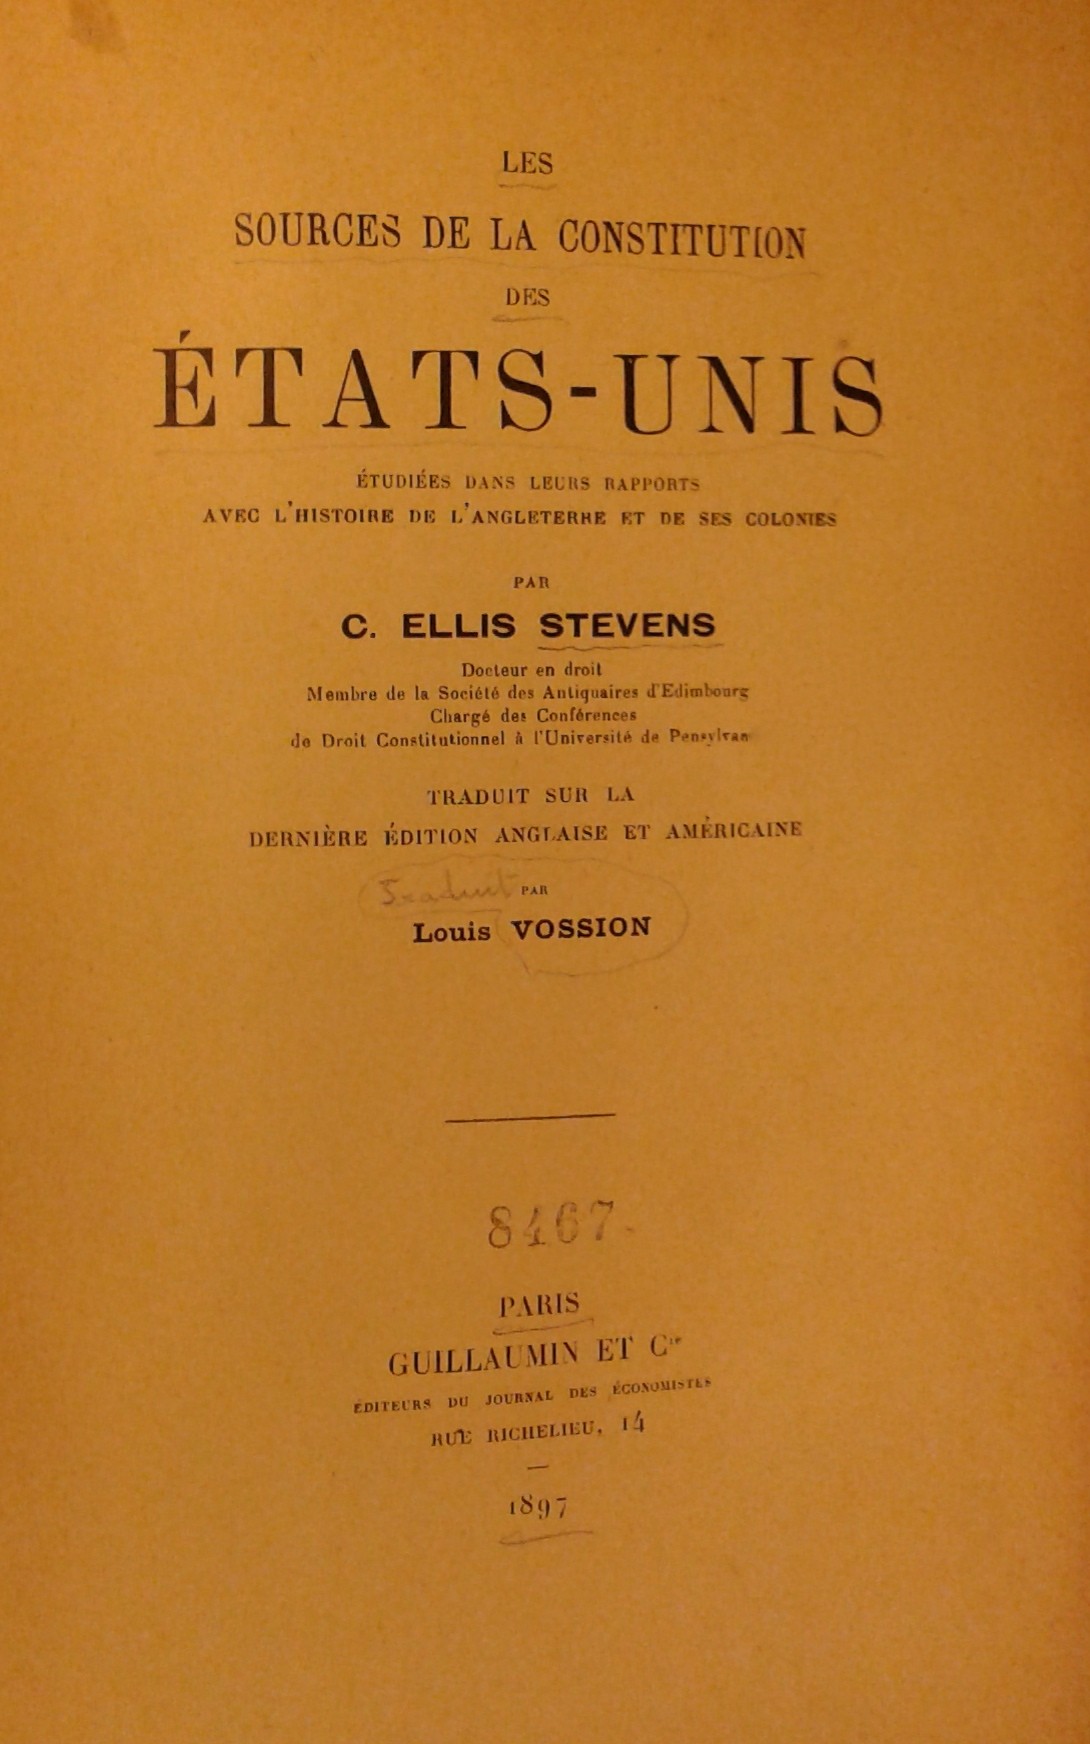 LES
SOURCES DE LA CONSTITUTION
DES
ÉTATS-UNIS
ÉTUDIÉES DANS LEURS RAPPORTS
AVEC L'HISTOIRE DE L'ANGLETERRE ET DE SES COLONIES
PAR
C. ELLIS STEVENS
Docteur en droit
Membre de la Société des Antiquaires d'Edimbourg
Chargé des Conférences
de Droit Constitutionnel à l'Université de Pensylvan
TRADUIT SUR LA
DERNIÈRE ÉDITION ANGLAISE ET AMÉRICAINE
Traduit PAR
Louis VOSSION
8467.
PARIS
GUILLAUMIN ET Cie
ÉDITEURS DU JOURNAL DES ÉCONOMISTES
RUE RICHELIEU, 14
1897